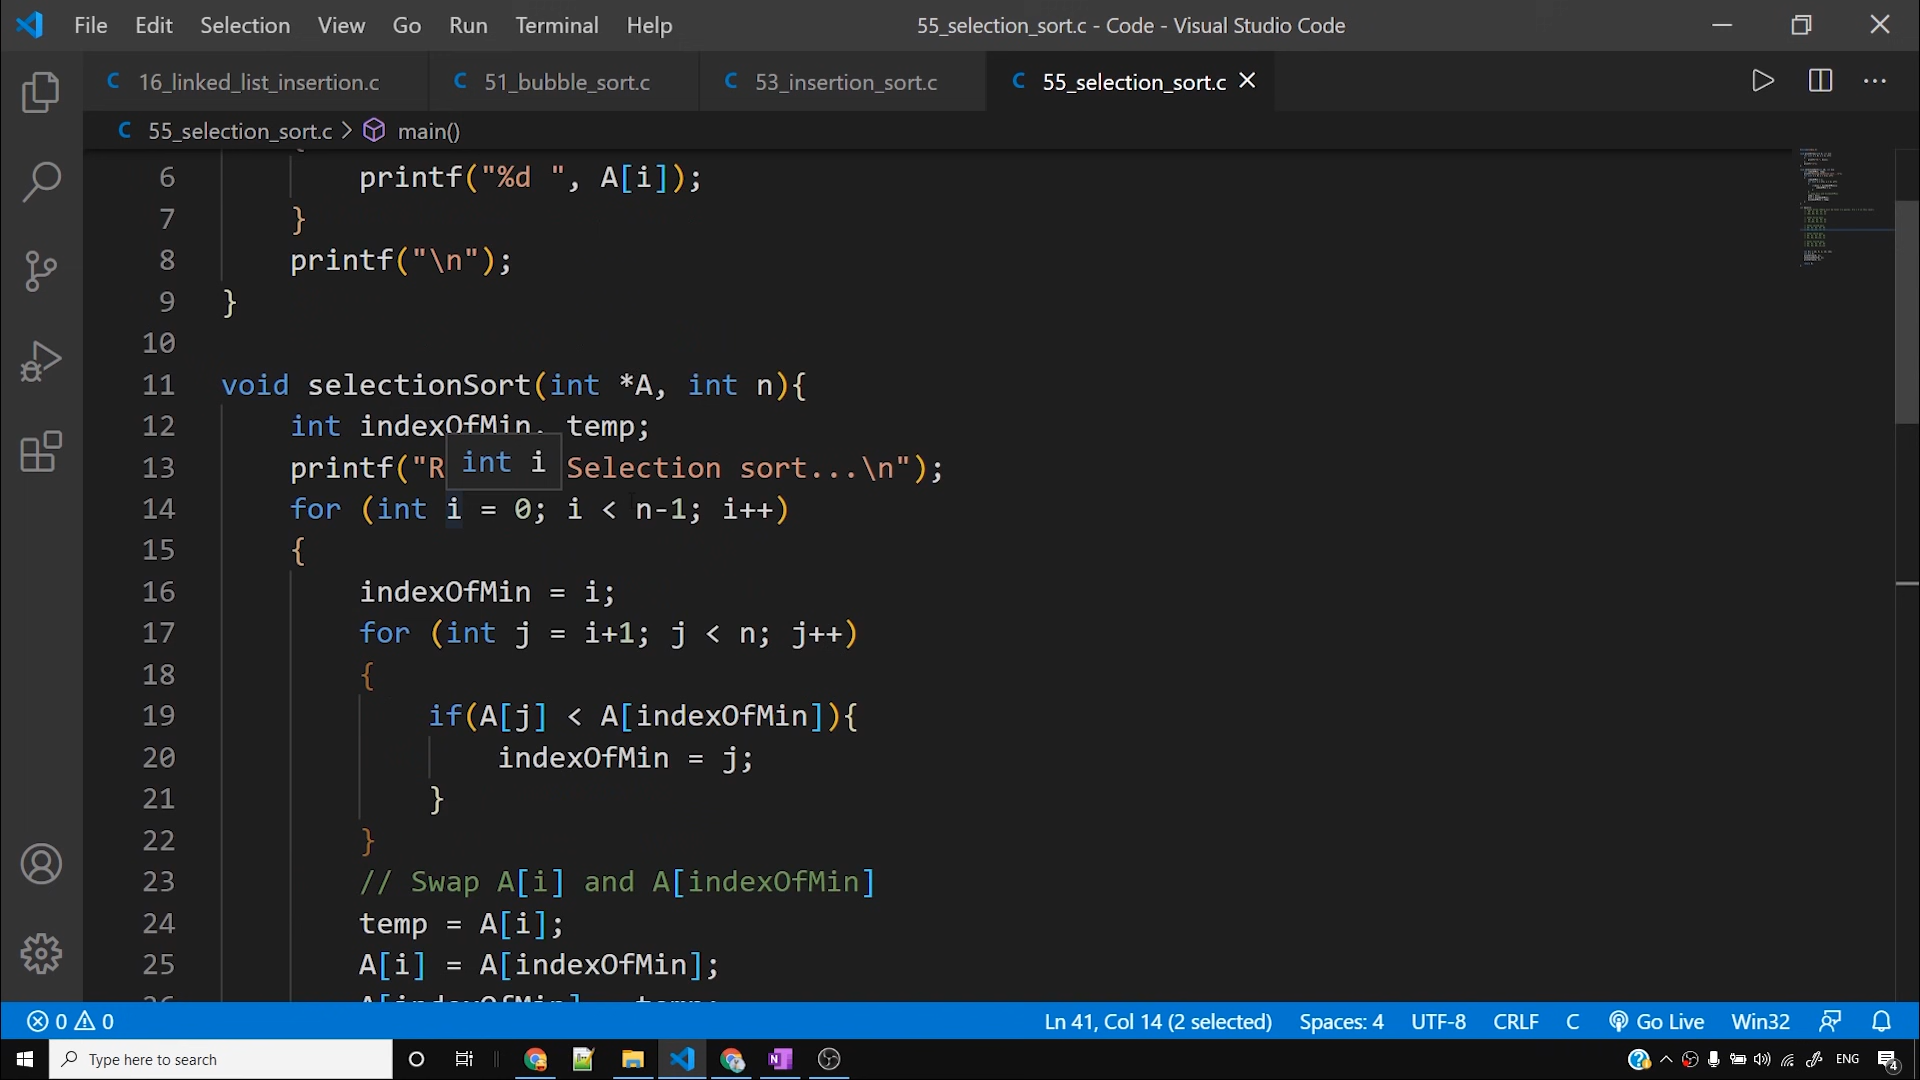 File Edit Selection View Go Run Terminal Help 55_selection_sort.c - Code - Visual Studio Code
C 16_linked_list_insertion.c C 51_bubble_sort.c C 53_insertion_sort.c C 55_selection_sort.c
C 55_selection_sort.c > main()
6 printf("%d ", A[i]);
7 }
8 printf("\n");
9 }
10
11 void selectionSort(int *A, int n){
12 int indexOfMin, temp;
int i
13 printf("R Selection sort...\n");
14 for (int i = 0; i < n-1; i++)
15 {
16 indexOfMin = i;
17 for (int j = i+1; j < n; j++)
18 {
19 if(A[j] < A[indexOfMin]){
20 indexOfMin = j;
21 }
22 }
23 // Swap A[i] and A[indexOfMin]
24 temp = A[i];
25 A[i] = A[indexOfMin];
26 A[indexOfMin] = temp;
0 0 Ln 41, Col 14 (2 selected) Spaces: 4 UTF-8 CRLF C Go Live Win32
Type here to search ENG 4